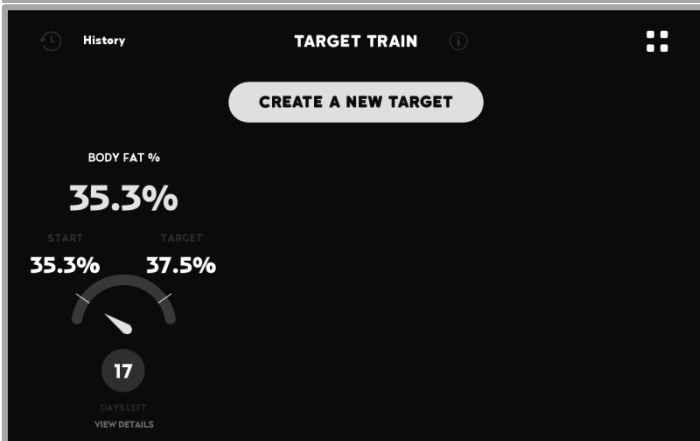 History
TARGET TRAIN
CREATE A NEW TARGET
BODY FAT %
35.3%
START TARGET
35.3% 37.5%
17
DAYS LEFT
VIEW DETAILS